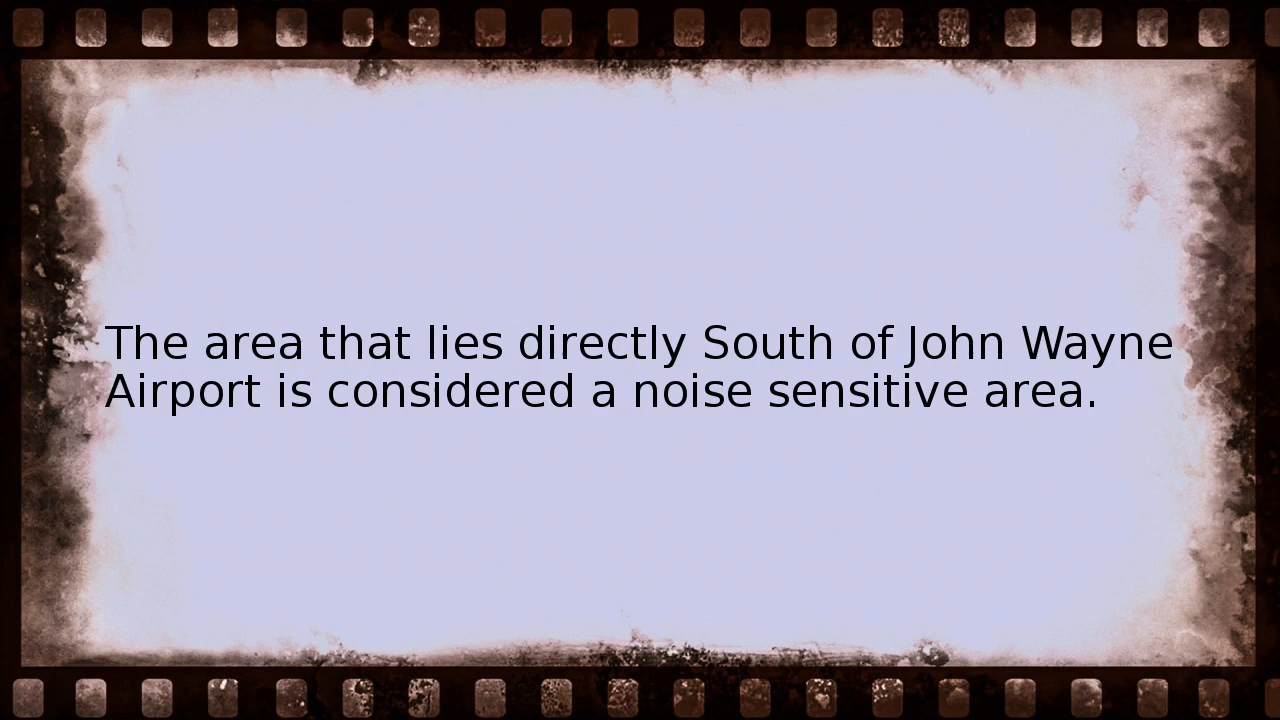 The area that lies directly South of John Wayne
Airport is considered a noise sensitive area.